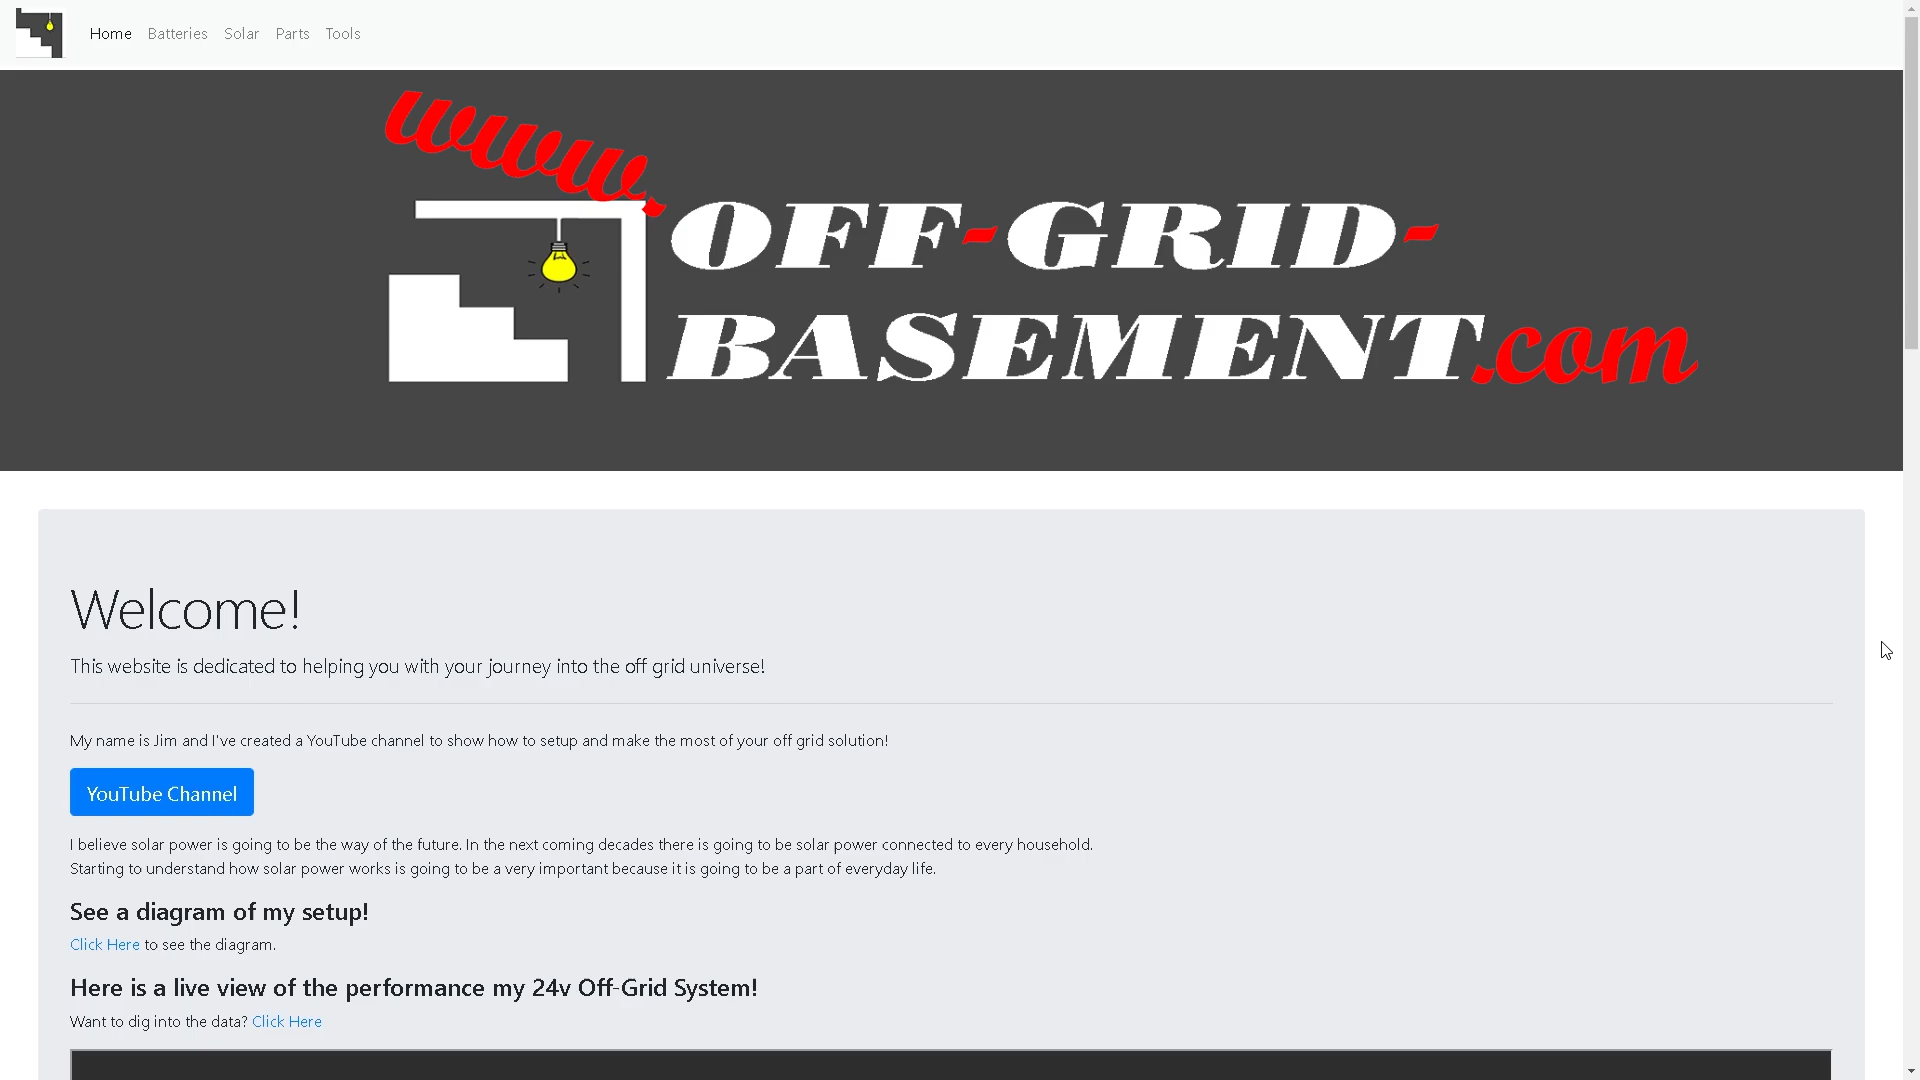 Home Batteries Solar Parts Tools
www.
OFF-GRID-
BASEMENT.com
Welcome!
This website is dedicated to helping you with your journey into the off grid universe!
My name is Jim and I've created a YouTube channel to show how to setup and make the most of your off grid solution!
YouTube Channel
I believe solar power is going to be the way of the future. In the next coming decades there is going to be solar power connected to every household.
Starting to understand how solar power works is going to be a very important because it is going to be a part of everyday life.
See a diagram of my setup!
Click Here to see the diagram.
Here is a live view of the performance my 24v Off-Grid System!
Want to dig into the data? Click Here